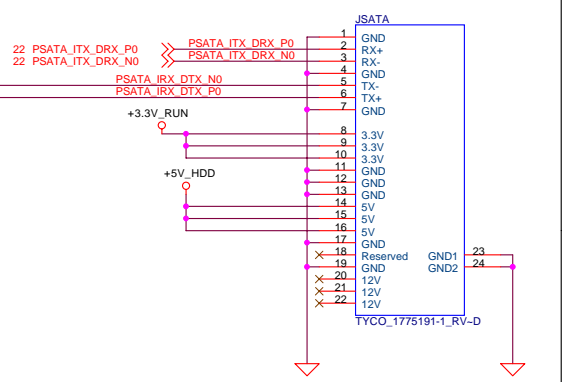 JSATA
1 GND
22 PSATA_ITX_DRX_P0 PSATA_ITX_DRX_P0 2 RX+
22 PSATA_ITX_DRX_N0 PSATA_ITX_DRX_N0 3 RX-
4 GND
PSATA_IRX_DTX_N0 5 TX-
PSATA_IRX_DTX_P0 6 TX+
7 GND
+3.3V_RUN
8 3.3V
9 3.3V
10 3.3V
11 GND
+5V_HDD 12 GND
13 GND
14 5V
15 5V
16 5V
17 GND
18 Reserved GND1 23
19 GND GND2 24
20 12V
21 12V
22 12V
TYCO_1775191-1_RV~D